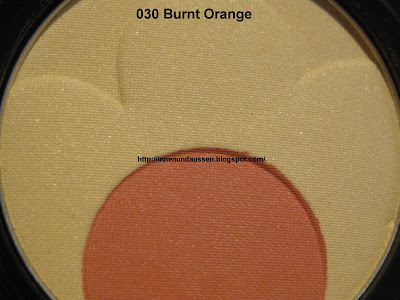 030 Burnt Orange
http://innenundaussen.blogspot.com/